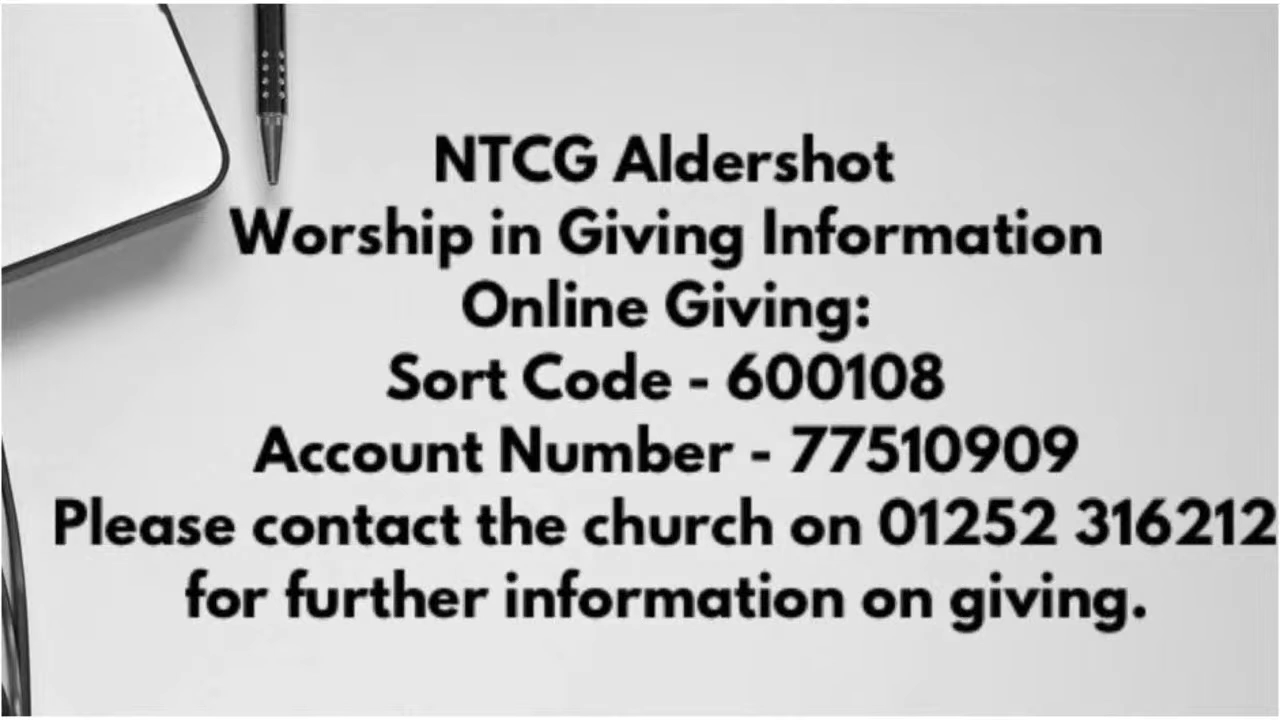 NTCG Aldershot
Worship in Giving Information
Online Giving:
Sort Code - 600108
Account Number - 77510909
Please contact the church on 01252 316212
for further information on giving.